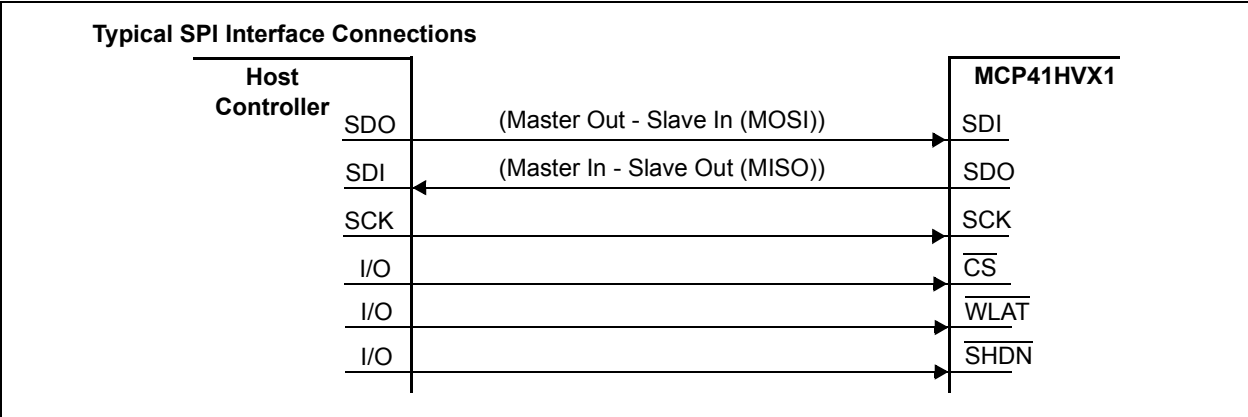 Typical SPI Interface Connections
Host
Controller
MCP41HVX1
SDO (Master Out - Slave In (MOSI)) SDI
SDI (Master In - Slave Out (MISO)) SDO
SCK SCK
I/O CS
I/O WLAT
I/O SHDN